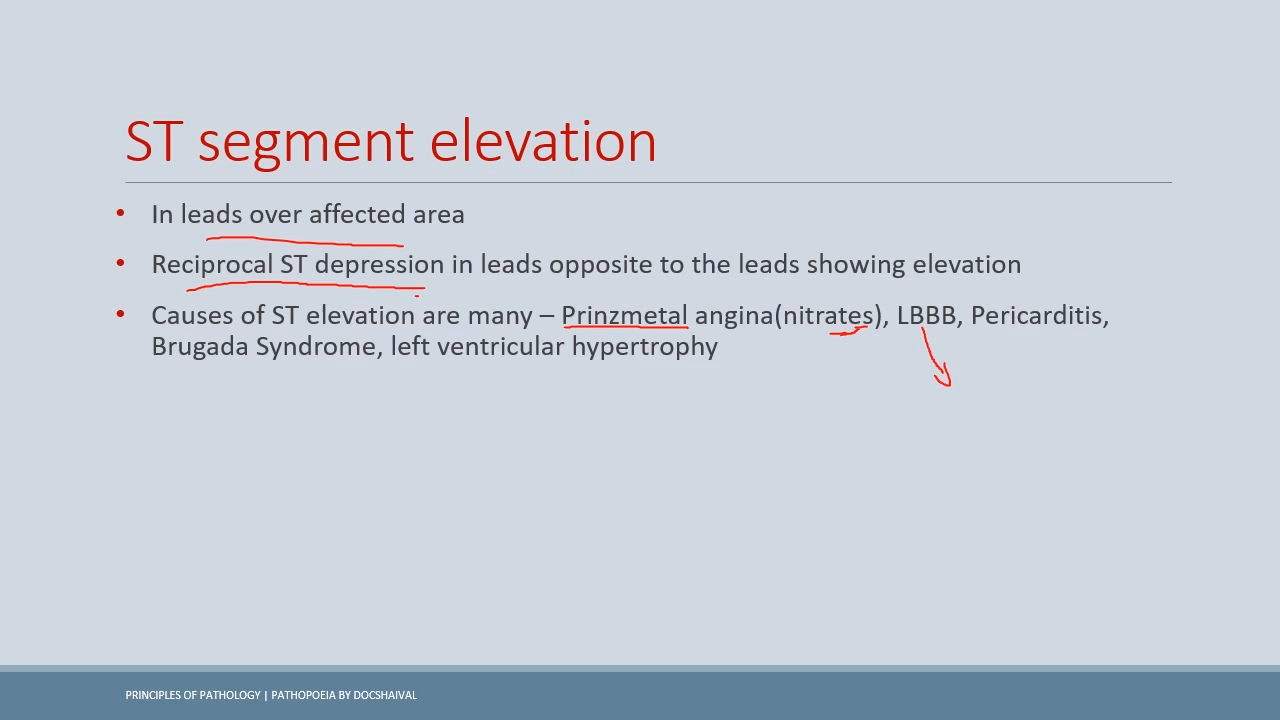 ST segment elevation
• In leads over affected area
• Reciprocal ST depression in leads opposite to the leads showing elevation
• Causes of ST elevation are many – Prinzmetal angina(nitrates), LBBB, Pericarditis,
Brugada Syndrome, left ventricular hypertrophy
PRINCIPLES OF PATHOLOGY | PATHOPOEIA BY DOCSHAIVAL